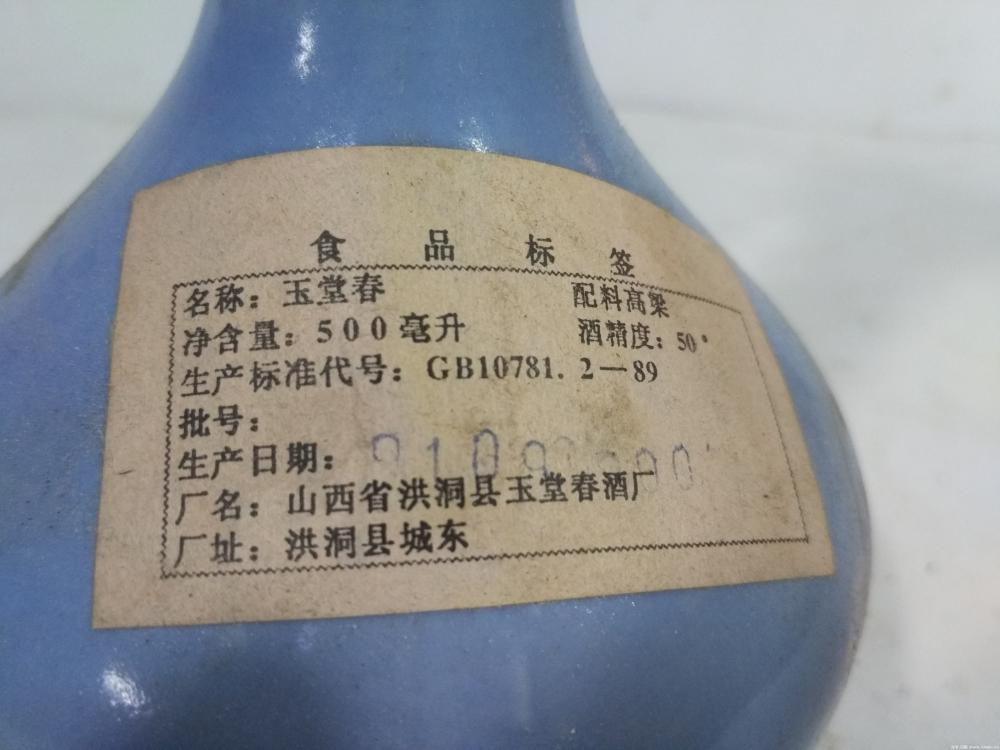 食品标签
名称：玉堂春 配料高粱
净含量：500毫升 酒精度：50°
生产标准代号：GB10781.2—89
批号：
生产日期：
厂名：山西省洪洞县玉堂春酒厂
厂址：洪洞县城东